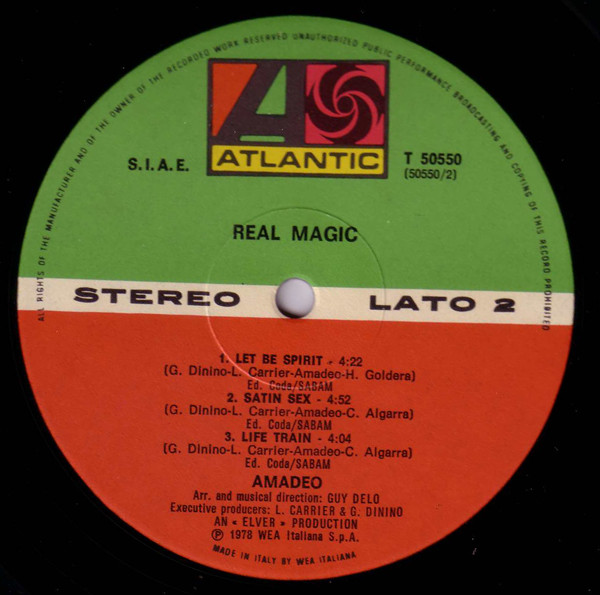 ALL RIGHTS OF THE MANUFACTURER AND OF THE OWNER OF THE RECORDED WORK RESERVED UNAUTHORIZED PUBLIC PERFORMANCE BROADCASTING AND COPYING OF THIS RECORD PROHIBITED
A
ATLANTIC
S.I.A.E.
T 50550
(50550/2)
REAL MAGIC
STEREO LATO 2
1. LET BE SPIRIT - 4:22
(G. Dinino-L. Carrier-Amadeo-H. Goldera)
Ed. Coda/SABAM
2. SATIN SEX - 4:52
(G. Dinino-L. Carrier-Amadeo-C. Algarra)
Ed. Coda/SABAM
3. LIFE TRAIN - 4:04
(G. Dinino-L. Carrier-Amadeo-C. Algarra)
Ed. Coda/SABAM
AMADEO
Arr. and musical direction: GUY DELO
Executive producers: L. CARRIER & G. DININO
AN « ELVER » PRODUCTION
℗ 1978 WEA Italiana S.p.A.
MADE IN ITALY BY WEA ITALIANA